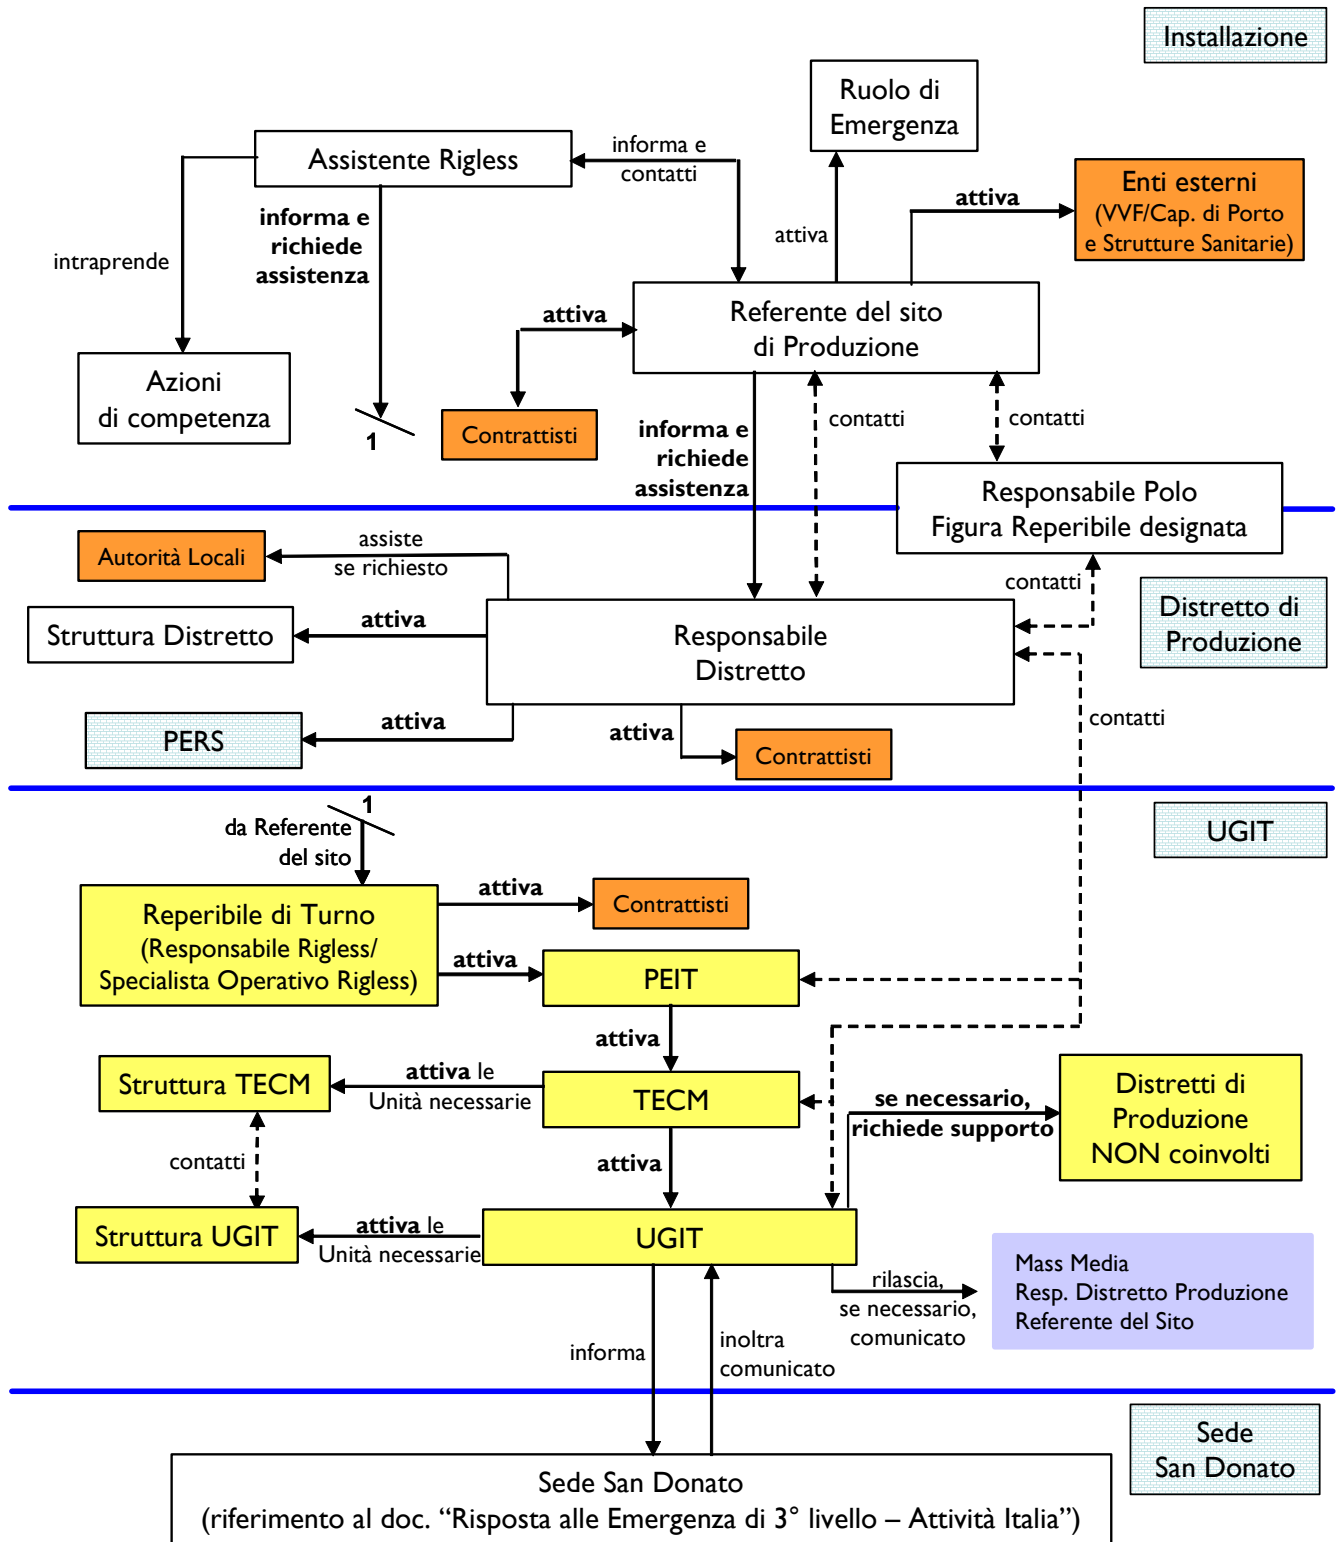 Installazione
Ruolo di
Emergenza
Assistente Rigless
informa e
contatti
Enti esterni
(VVF/Cap. di Porto
e Strutture Sanitarie)
attiva
informa e
richiede
assistenza
attiva
intraprende
Referente del sito
di Produzione
attiva
Azioni
di competenza
1
Contrattisti
contatti
contatti
informa e
richiede
assistenza
Responsabile Polo
Figura Reperibile designata
Autorità Locali
assiste
se richiesto
contatti
Distretto di
Produzione
Struttura Distretto
attiva
Responsabile
Distretto
PERS
attiva
attiva
Contrattisti
contatti
1
da Referente
del sito
UGIT
Reperibile di Turno
(Responsabile Rigless/
Specialista Operativo Rigless)
attiva
Contrattisti
attiva
PEIT
attiva
Struttura TECM
attiva le
Unità necessarie
TECM
se necessario,
richiede supporto
Distretti di
Produzione
NON coinvolti
contatti
attiva
Struttura UGIT
attiva le
Unità necessarie
UGIT
rilascia,
se necessario,
comunicato
Mass Media
Resp. Distretto Produzione
Referente del Sito
informa
inoltra
comunicato
Sede
San Donato
Sede San Donato
(riferimento al doc. “Risposta alle Emergenza di 3° livello – Attività Italia”)